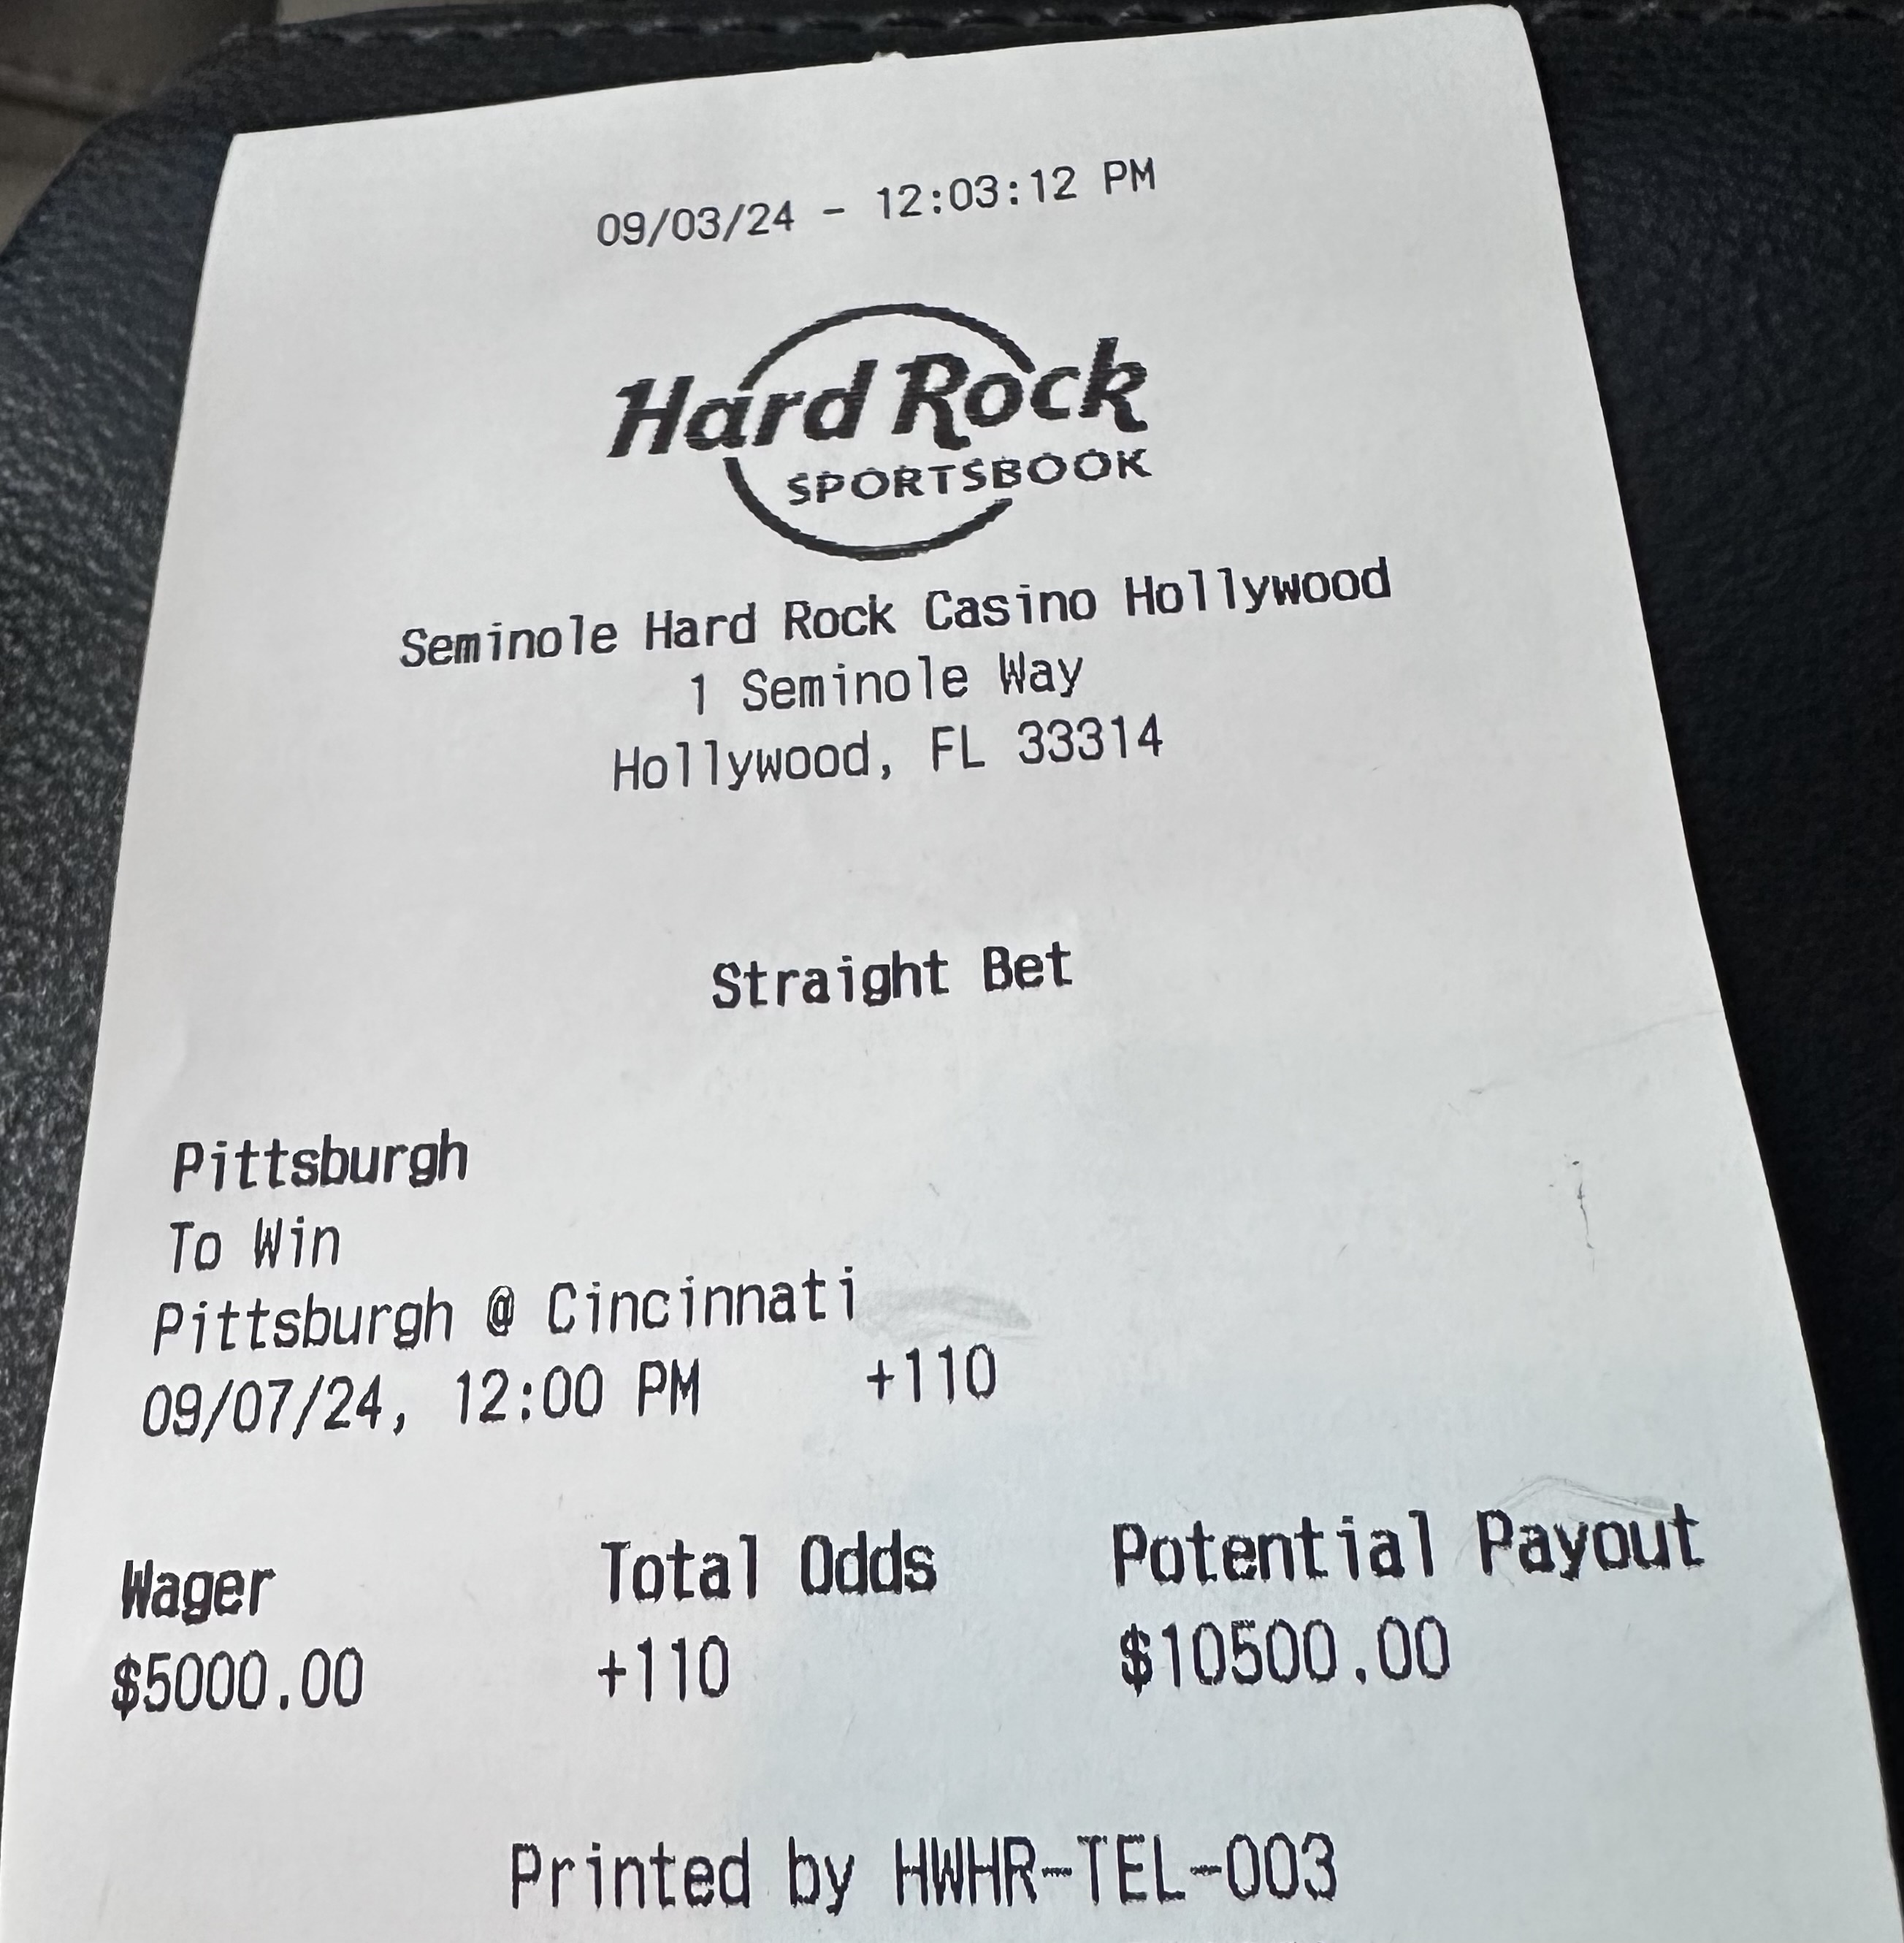 09/03/24 - 12:03:12 PM
Hard Rock
SPORTSBOOK
Seminole Hard Rock Casino Hollywood
1 Seminole Way
Hollywood, FL 33314
Straight Bet
Pittsburgh
To Win
Pittsburgh @ Cincinnati
09/07/24, 12:00 PM +110
Wager Total Odds Potential Payout
$5000.00 +110 $10500.00
Printed by HWHR-TEL-003